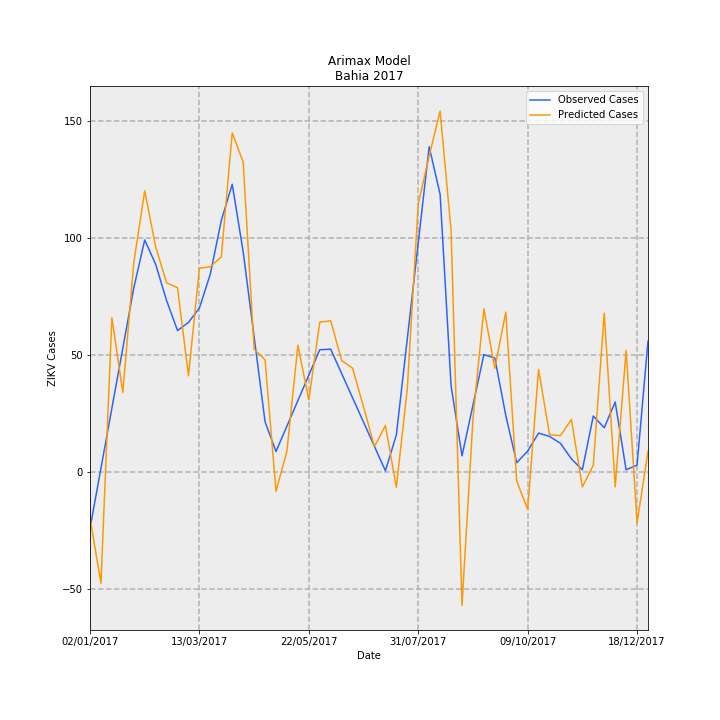 Arimax Model
Bahia 2017
Observed Cases
Predicted Cases
150
100
50
0
−50
ZIKV Cases
02/01/2017 13/03/2017 22/05/2017 31/07/2017 09/10/2017 18/12/2017
Date